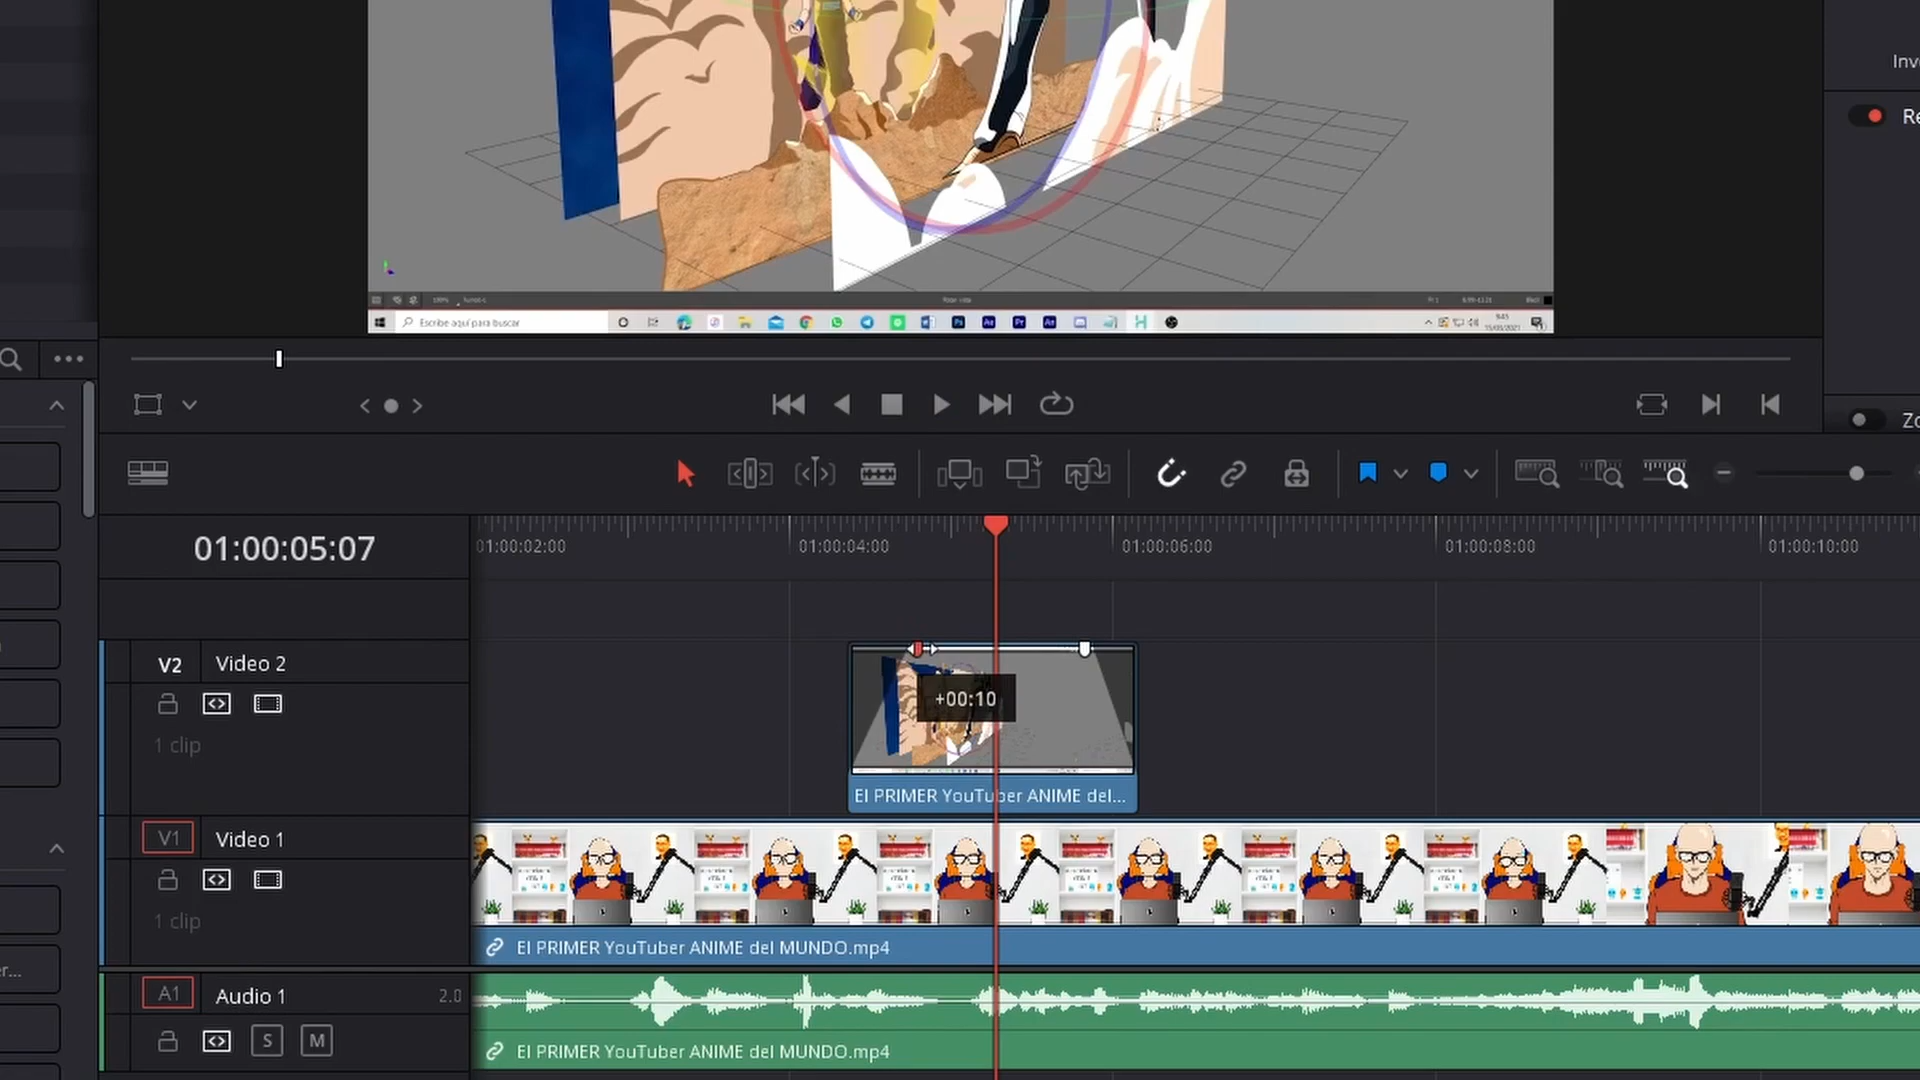 Inv
Re
Escribe aquí para buscar
Zo
01:00:05:07
01:00:02:00
01:00:04:00
01:00:06:00
01:00:08:00
01:00:10:00
V2
Video 2
1 clip
+00:10
El PRIMER YouTuber ANIME del...
V1
Video 1
1 clip
El PRIMER YouTuber ANIME del MUNDO.mp4
A1
Audio 1
2.0
S
M
El PRIMER YouTuber ANIME del MUNDO.mp4